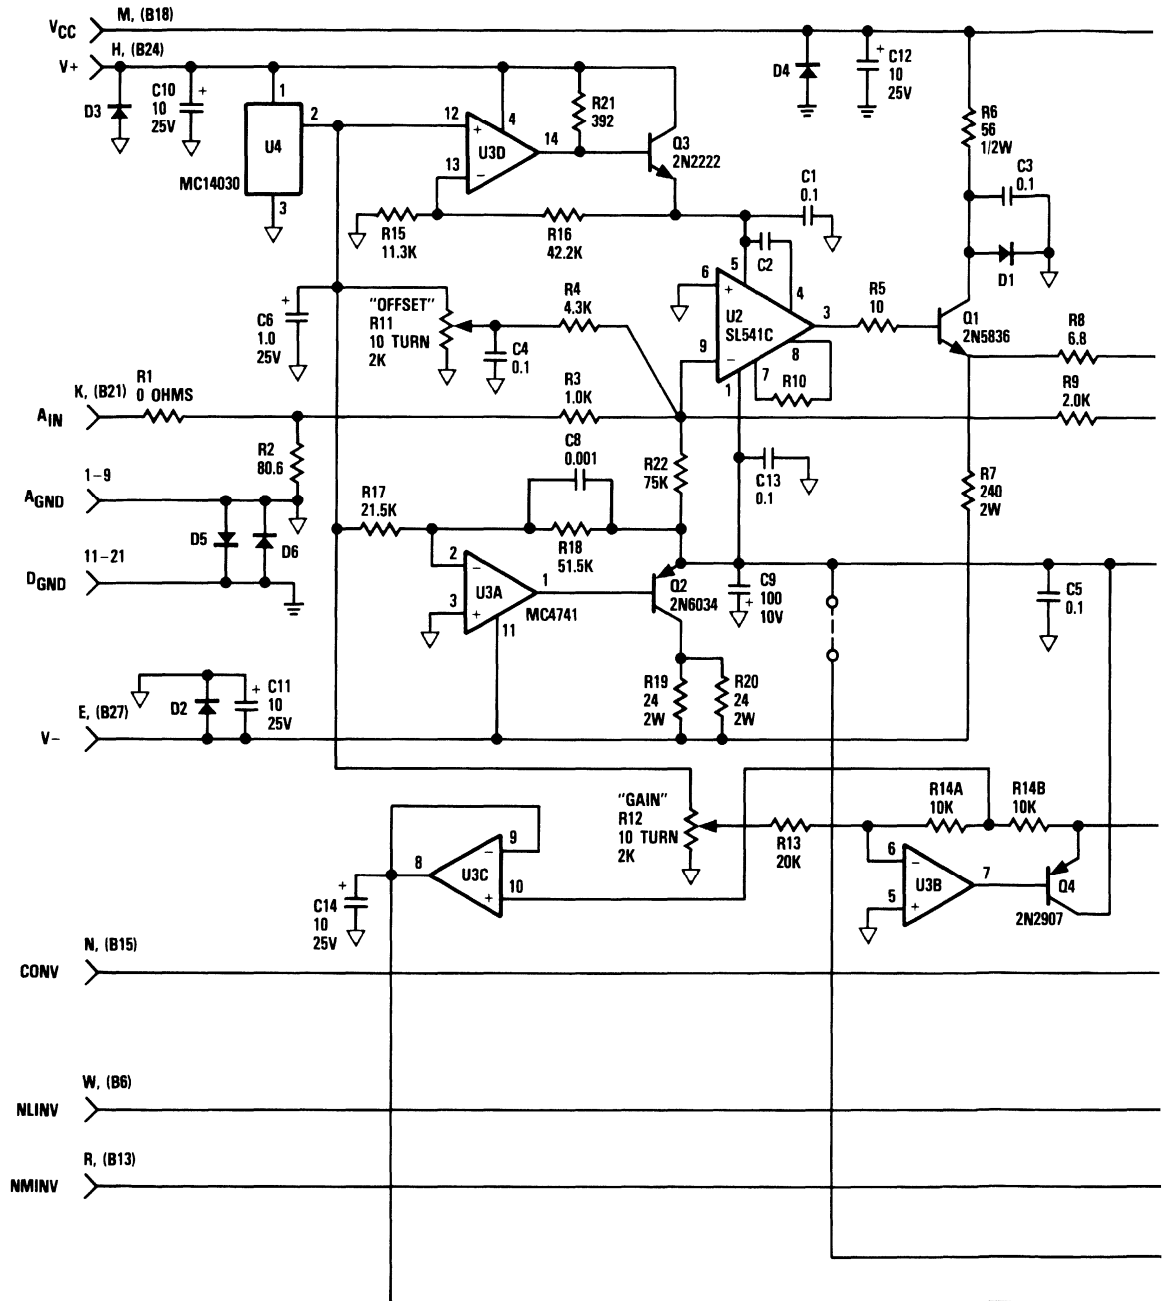 VCC
M, (B18)
V+
H, (B24)
D3
C10
10
25V
+
1
2
U4
3
MC14030
12
+
13
−
U3D
4
14
R21
392
Q3
2N2222
D4
+
C12
10
25V
R6
56
1/2W
C3
0.1
D1
R15
11.3K
R16
42.2K
C1
0.1
C2
5
6
+
4
U2
SL541C
3
9
−
8
7
1
R10
R5
10
Q1
2N5836
R8
6.8
R9
2.0K
+
C6
1.0
25V
"OFFSET"
R11
10 TURN
2K
C4
0.1
R4
4.3K
K, (B21)
R1
0 OHMS
AIN
R3
1.0K
R2
80.6
1–9
AGND
D5
D6
11–21
DGND
R17
21.5K
C8
0.001
R18
51.5K
R22
75K
C13
0.1
R7
240
2W
2
−
3
+
U3A
1
MC4741
11
Q2
2N6034
C9
100
10V
+
C5
0.1
R19
24
2W
R20
24
2W
D2
+
C11
10
25V
E, (B27)
V−
"GAIN"
R12
10 TURN
2K
R13
20K
R14A
10K
R14B
10K
9
−
8
U3C
+
10
+
C14
10
25V
6
−
5
+
U3B
7
Q4
2N2907
N, (B15)
CONV
W, (B6)
NLINV
R, (B13)
NMINV